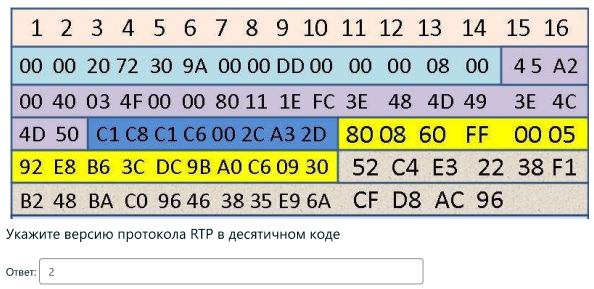 1 2 3 4 5 6 7 8 9 10 11 12 13 14 15 16
00 00 20 72 30 9A 00 00 DD 00 00 00 08 00 45 A2
00 40 03 4F 00 00 80 11 1E FC 3E 48 4D 49 3E 4C
4D 50 C1 C8 C1 C6 00 2C A3 2D 80 08 60 FF 00 05
92 E8 B6 3C DC 9B A0 C6 09 30 52 C4 E3 22 38 F1
B2 48 BA C0 96 46 38 35 E9 6A CF D8 AC 96
Укажите версию протокола RTP в десятичном коде
Ответ: 2